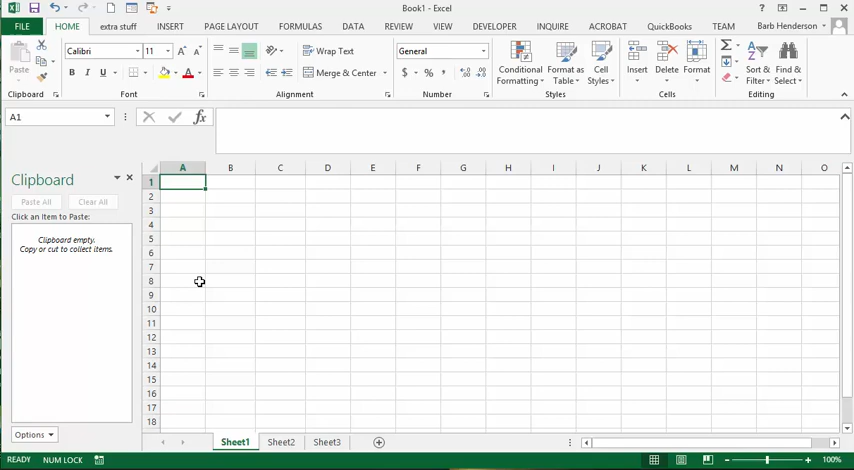 Book1 - Excel
FILE HOME extra stuff INSERT PAGE LAYOUT FORMULAS DATA REVIEW VIEW DEVELOPER INQUIRE ACROBAT QuickBooks TEAM Barb Henderson
Paste
Calibri 11
B I U A
Wrap Text
Merge & Center
General
$ % ,
Conditional Formatting
Format as Table
Cell Styles
Insert Delete Format
Sort & Filter
Find & Select
Clipboard Font Alignment Number Styles Cells Editing
A1 fx
Clipboard
Paste All Clear All
Click an Item to Paste:
Clipboard empty.
Copy or cut to collect items.
Options
A B C D E F G H I J K L M N O
1
2
3
4
5
6
7
8
9
10
11
12
13
14
15
16
17
18
Sheet1 Sheet2 Sheet3
READY NUM LOCK 100%